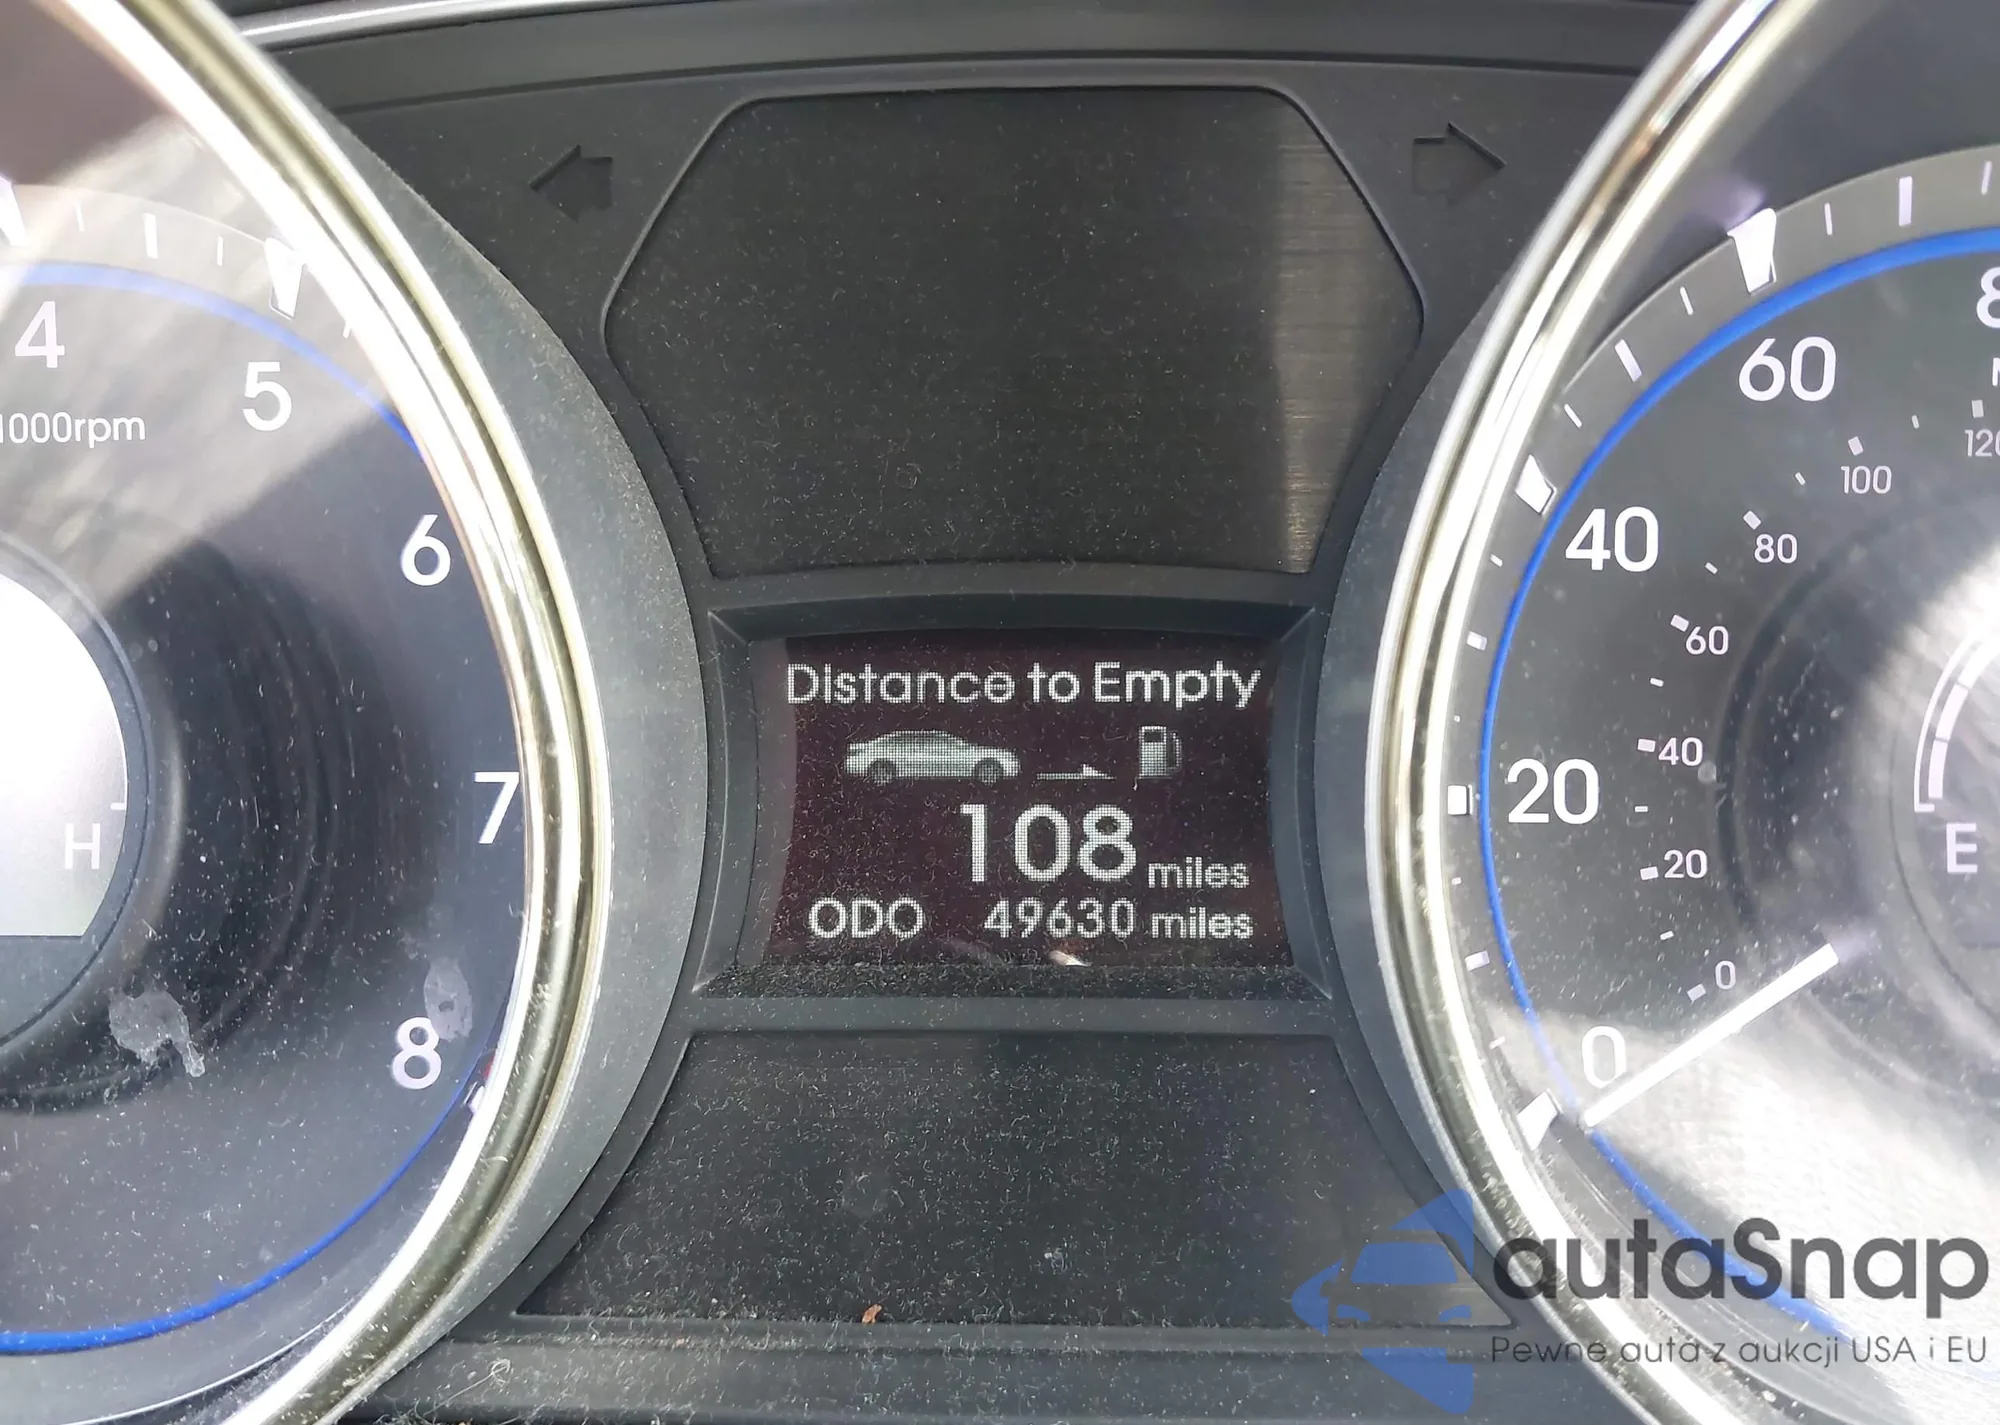 4
5
1000rpm
6
7
8
H
Distance to Empty
108 miles
ODO 49630 miles
60
40
20
0
120
100
80
60
40
20
0
E
autaSnap
Pewne auta z aukcji USA i EU